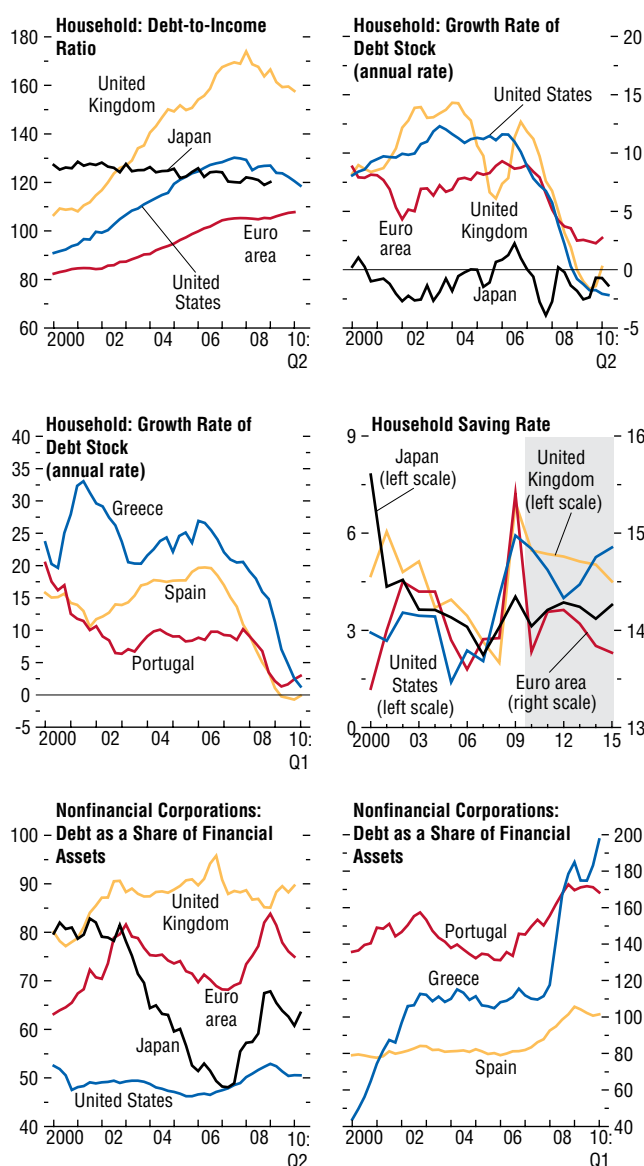 Household: Debt-to-Income
Ratio
180
160
140
120
100
80
60
United
Kingdom
Japan
Euro
area
United
States
2000 02 04 06 08 10:
Q2
Household: Growth Rate of
Debt Stock
(annual rate)
20
15
10
5
0
-5
United States
Euro
area
United
Kingdom
Japan
2000 02 04 06 08 10:
Q2
Household: Growth Rate of
Debt Stock
(annual rate)
40
35
30
25
20
15
10
5
0
-5
Greece
Spain
Portugal
2000 02 04 06 08 10:
Q1
Household Saving Rate
9
6
3
0
16
15
14
13
Japan
(left scale)
United
Kingdom
(left scale)
United
States
(left scale)
Euro area
(right scale)
2000 03 06 09 12 15
Nonfinancial Corporations:
Debt as a Share of Financial
Assets
100
90
80
70
60
50
40
United
Kingdom
Euro
area
Japan
United States
2000 02 04 06 08 10:
Q2
Nonfinancial Corporations:
Debt as a Share of Financial
Assets
200
180
160
140
120
100
80
60
40
Portugal
Greece
Spain
2000 02 04 06 08 10:
Q1